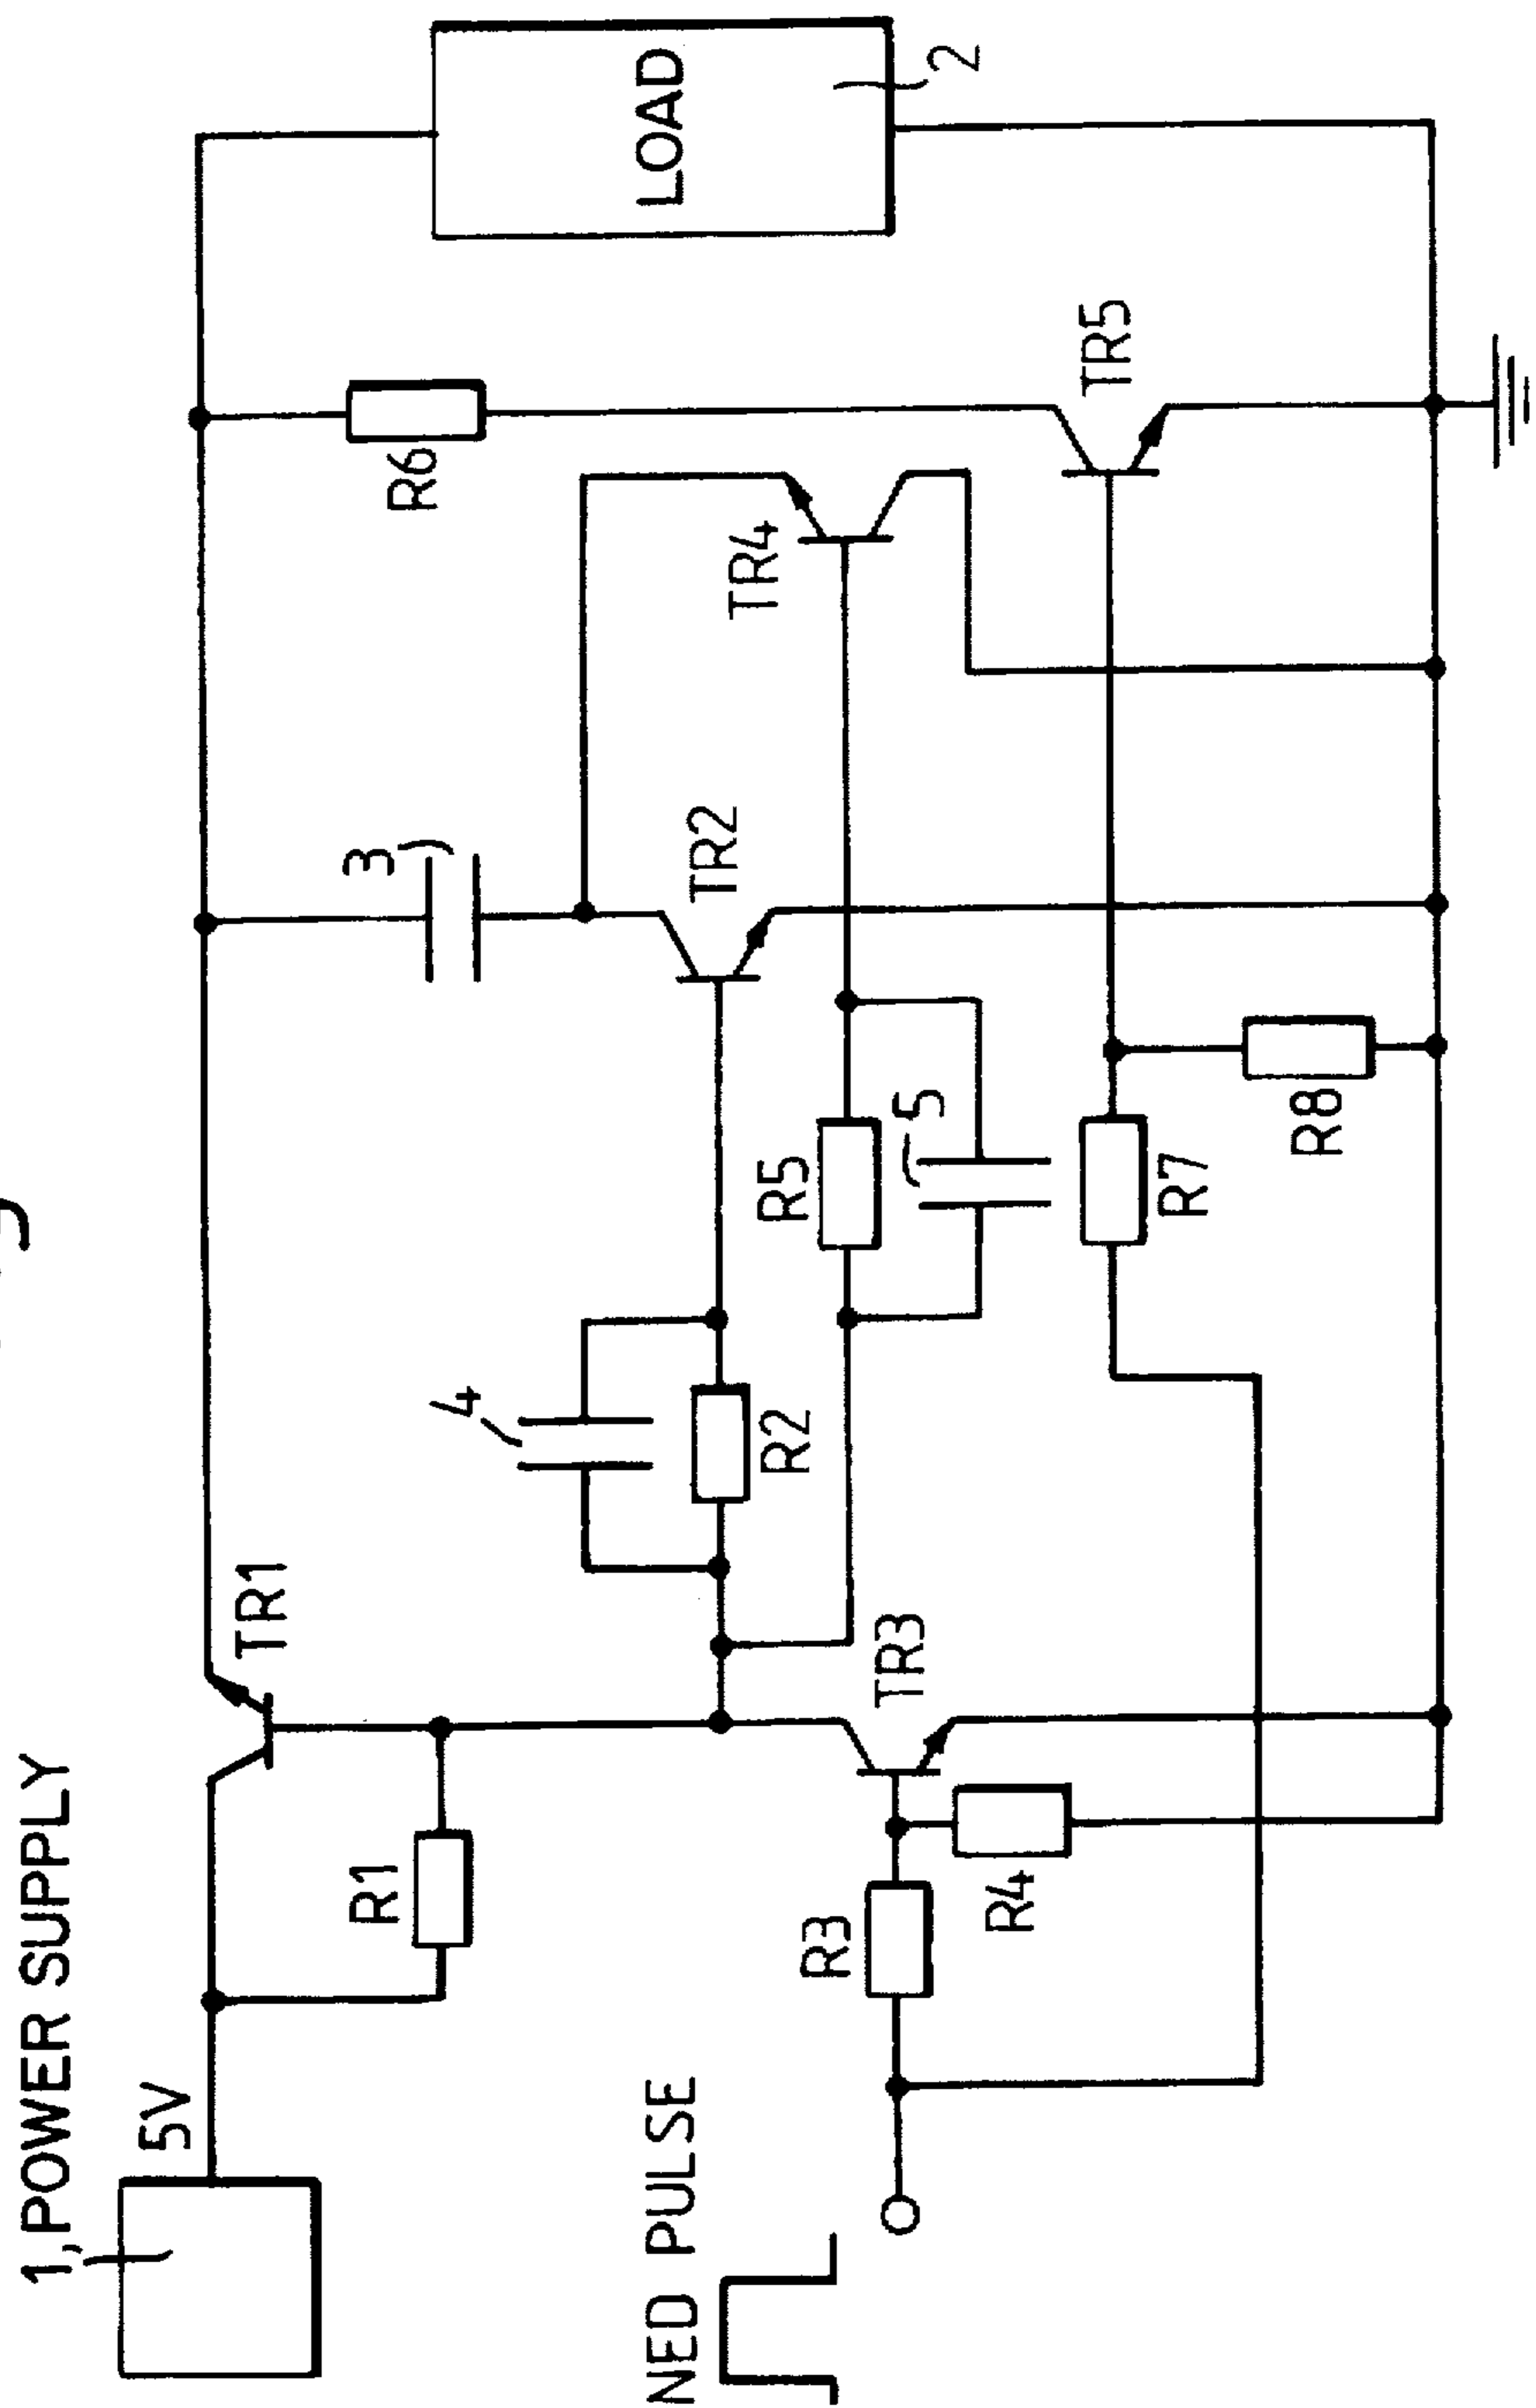 1, POWER SUPPLY
5V
TR1
R1
3
R6
4
LOAD
NED PULSE
TR2
TR4
R2
R5
R3
TR3
5
2
R4
TR5
R7
R8